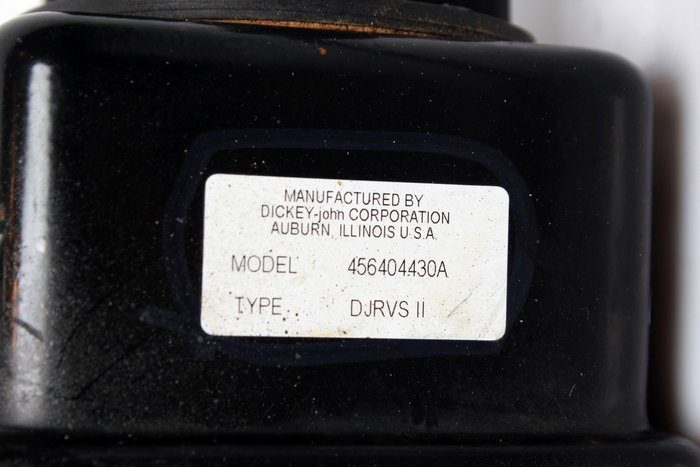 MANUFACTURED BY
DICKEY-john CORPORATION
AUBURN, ILLINOIS U.S.A.
MODEL 456404430A
TYPE DJRVS II